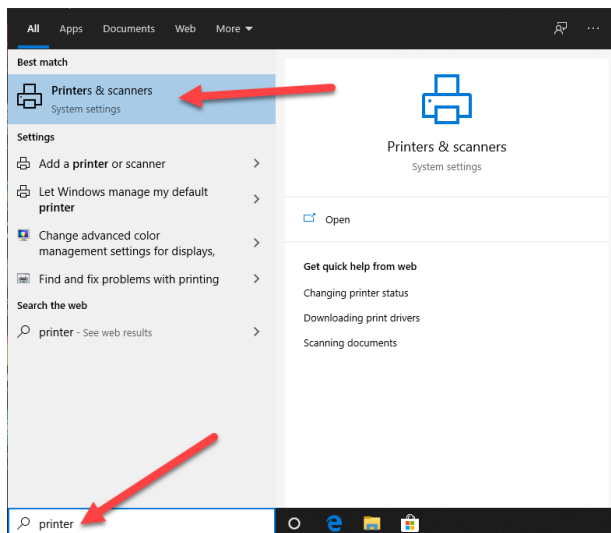 All Apps Documents Web More
Best match
Printers & scanners
System settings
Settings
Add a printer or scanner
Let Windows manage my default
printer
Change advanced color
management settings for displays,
Find and fix problems with printing
Search the web
printer - See web results
printer
Printers & scanners
System settings
Open
Get quick help from web
Changing printer status
Downloading print drivers
Scanning documents